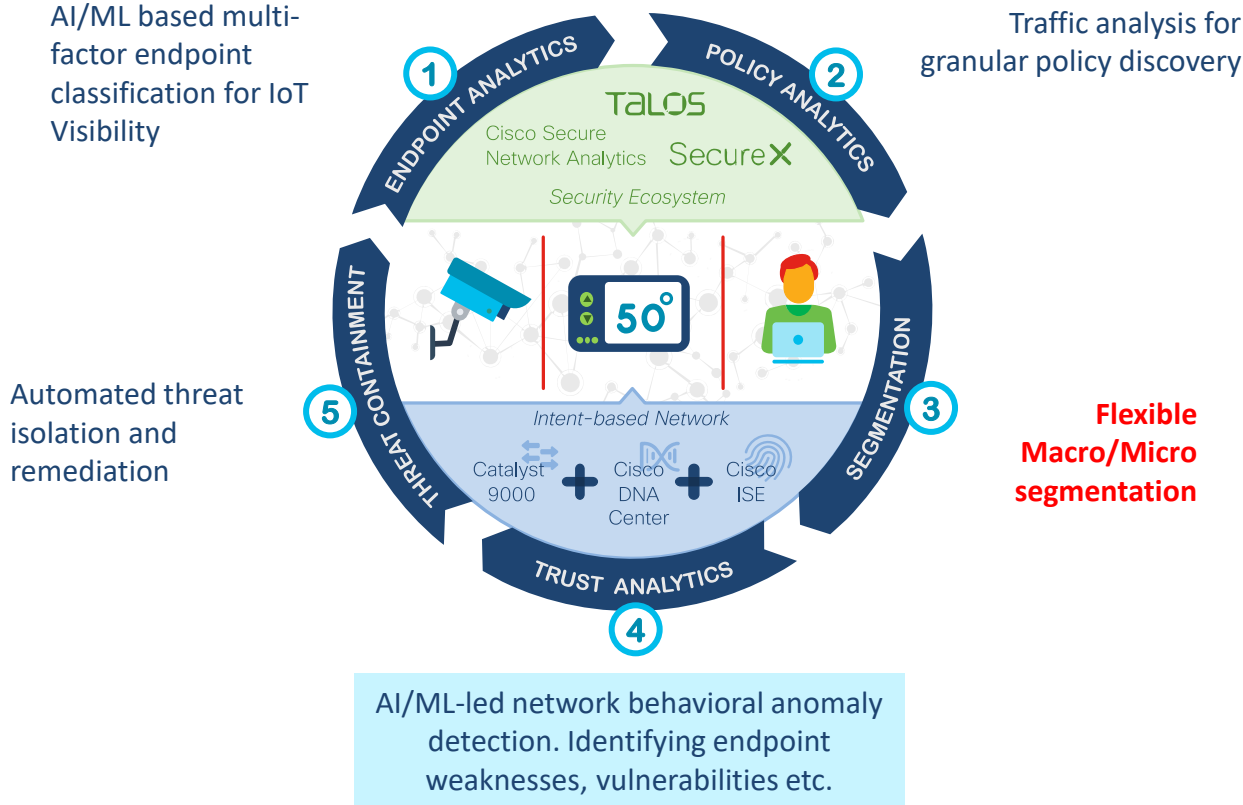 AI/ML based multi-
factor endpoint
classification for IoT
Visibility
Traffic analysis for
granular policy discovery
1
ENDPOINT ANALYTICS
2
POLICY ANALYTICS
TALOS
Cisco Secure
Network Analytics
SecureX
Security Ecosystem
50°
THREAT CONTAINMENT
5
SEGMENTATION
3
Automated threat
isolation and
remediation
Flexible
Macro/Micro
segmentation
Intent-based Network
Catalyst
9000
Cisco
DNA
Center
Cisco
ISE
TRUST ANALYTICS
4
AI/ML-led network behavioral anomaly
detection. Identifying endpoint
weaknesses, vulnerabilities etc.